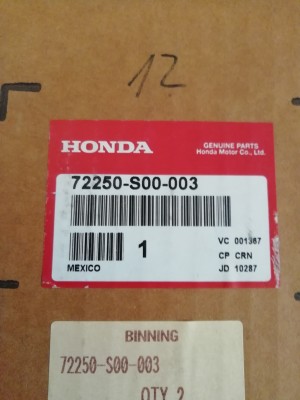 12
HONDA
GENUINE PARTS
Honda Motor Co., Ltd.
72250-S00-003
1
VC 001367
CP CRN
JD 10287
MEXICO
BINNING
72250-S00-003
QTY 2